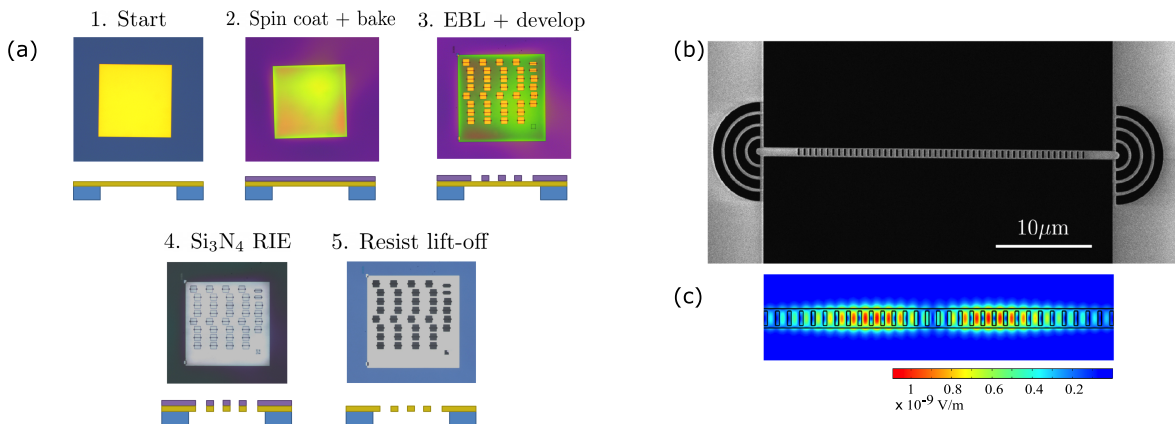 (a)
1. Start
2. Spin coat + bake
3. EBL + develop
4. Si₃N₄ RIE
5. Resist lift-off
(b)
10μm
(c)
1 0.8 0.6 0.4 0.2
x 10⁻⁹ V/m